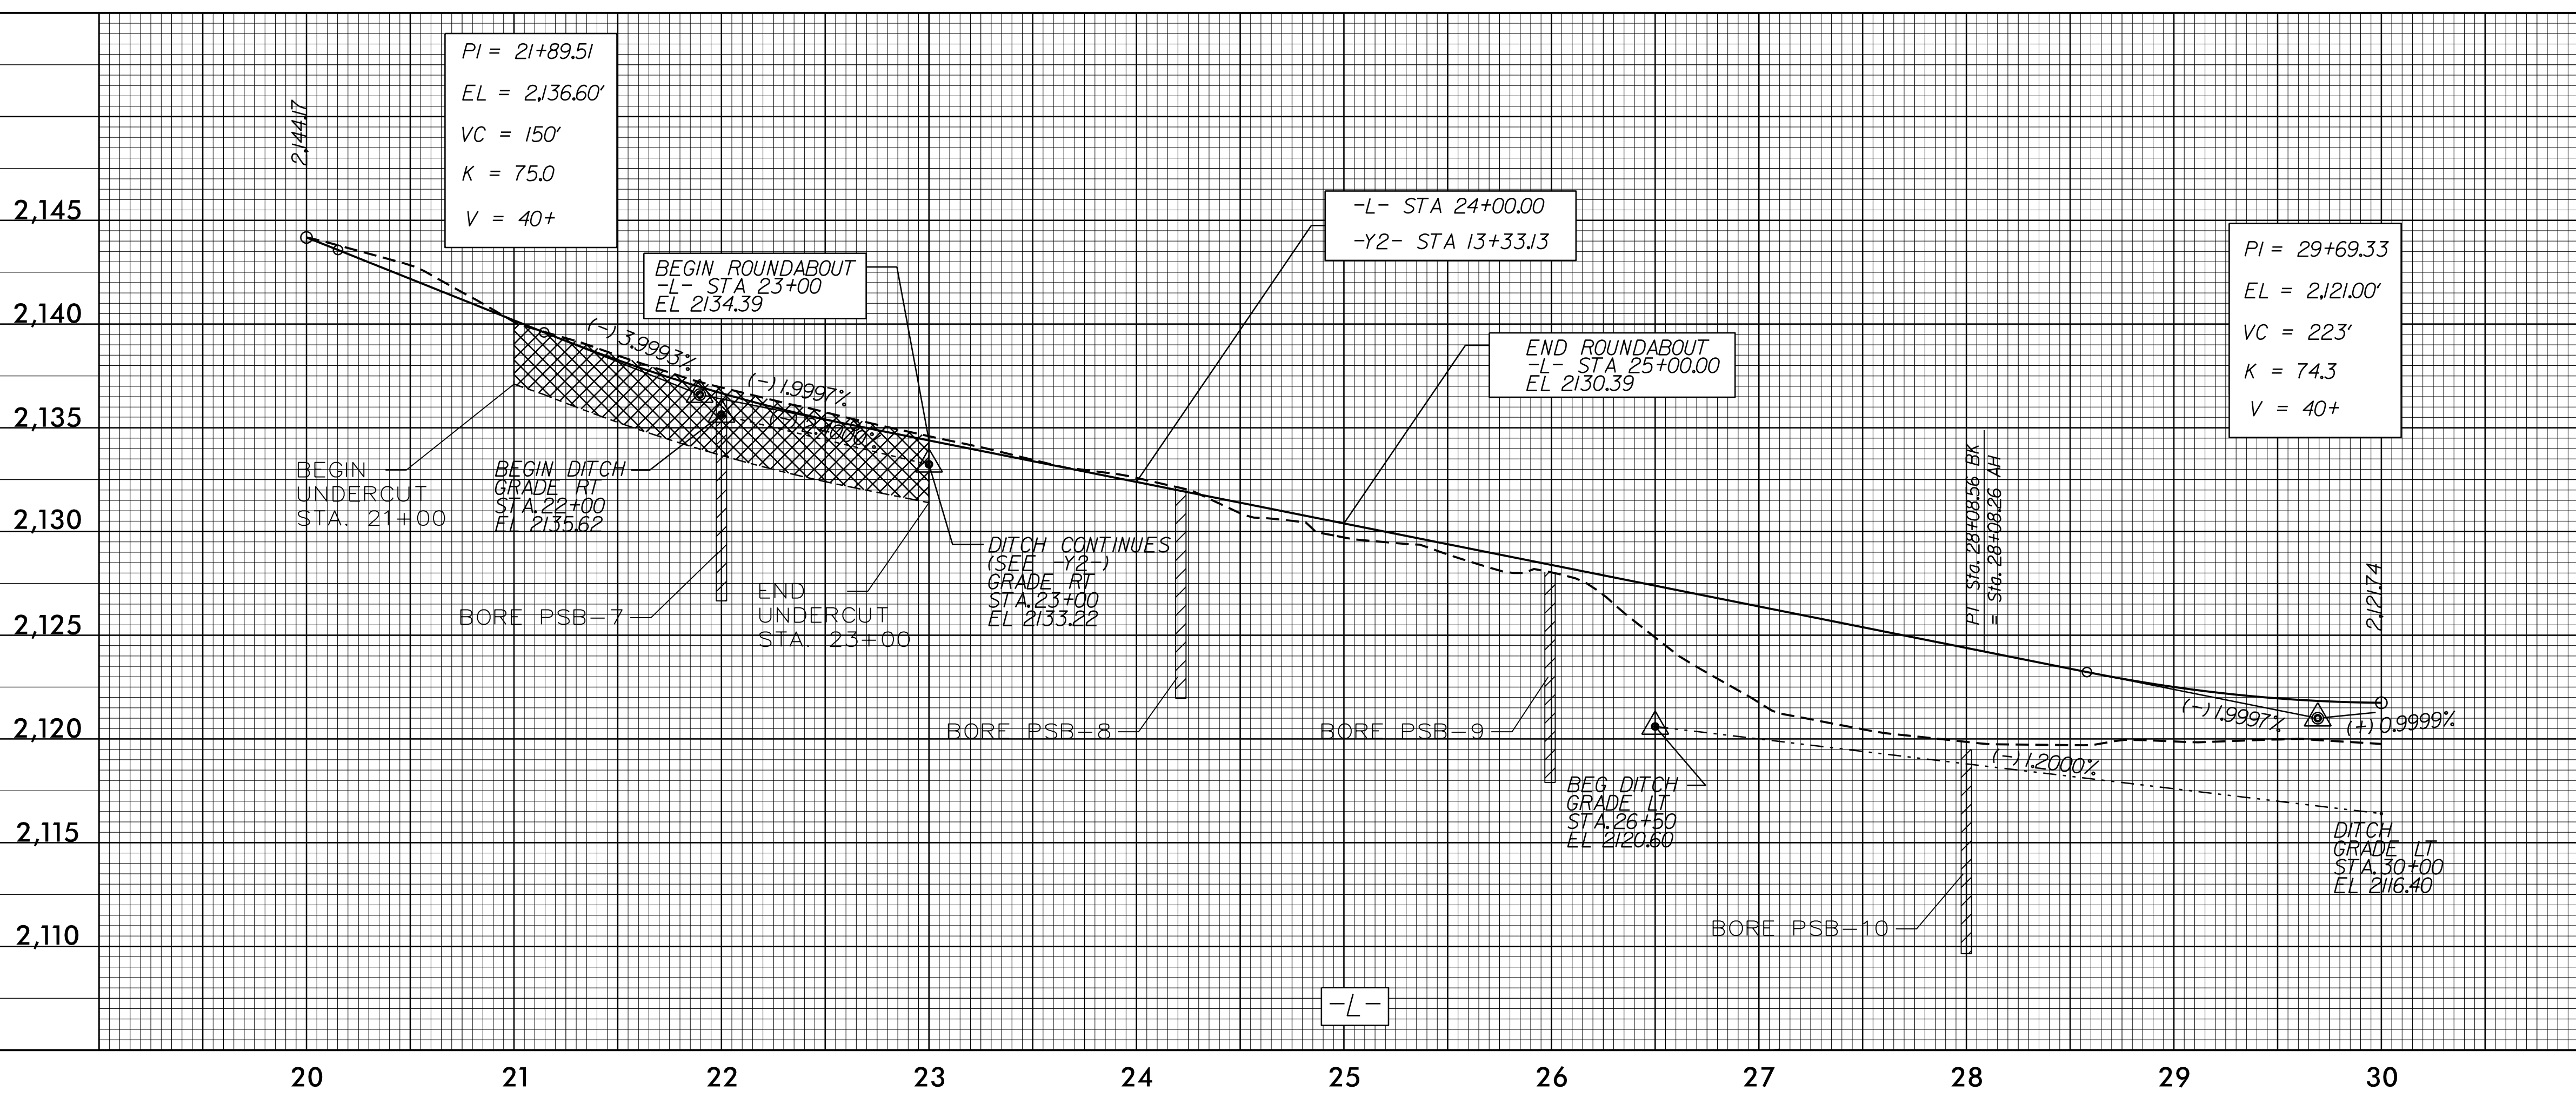 PI = 21+89.51
EL = 2,136.60'
VC = 150'
K = 75.0
V = 40+
2,144.17
2,145
2,140
2,135
2,130
2,125
2,120
2,115
2,110
-L- STA 24+00.00
-Y2- STA 13+33.13
PI = 29+69.33
EL = 2,121.00'
VC = 223'
K = 74.3
V = 40+
BEGIN ROUNDABOUT
-L- STA 23+00
EL 2134.39
END ROUNDABOUT
-L- STA 25+00.00
EL 2130.39
(-)3.9993%
(-)1.9997%
BEGIN
UNDERCUT
STA. 21+00
BEGIN DITCH
GRADE RT
STA.22+00
EL 2135.62
BORE PSB-7
END
UNDERCUT
STA. 23+00
DITCH CONTINUES
(SEE -Y2-)
GRADE RT
STA.23+00
EL 2133.22
BORE PSB-8
BORE PSB-9
PI Sta. 28+08.56 BK
= Sta. 28+08.26 AH
2,121.74
(-)1.9997%
(+)0.9999%
(-)1.2000%
BEG DITCH
GRADE LT
STA.26+50
EL 2120.60
DITCH
GRADE LT
STA.30+00
EL 2116.40
BORE PSB-10
-L-
20 21 22 23 24 25 26 27 28 29 30